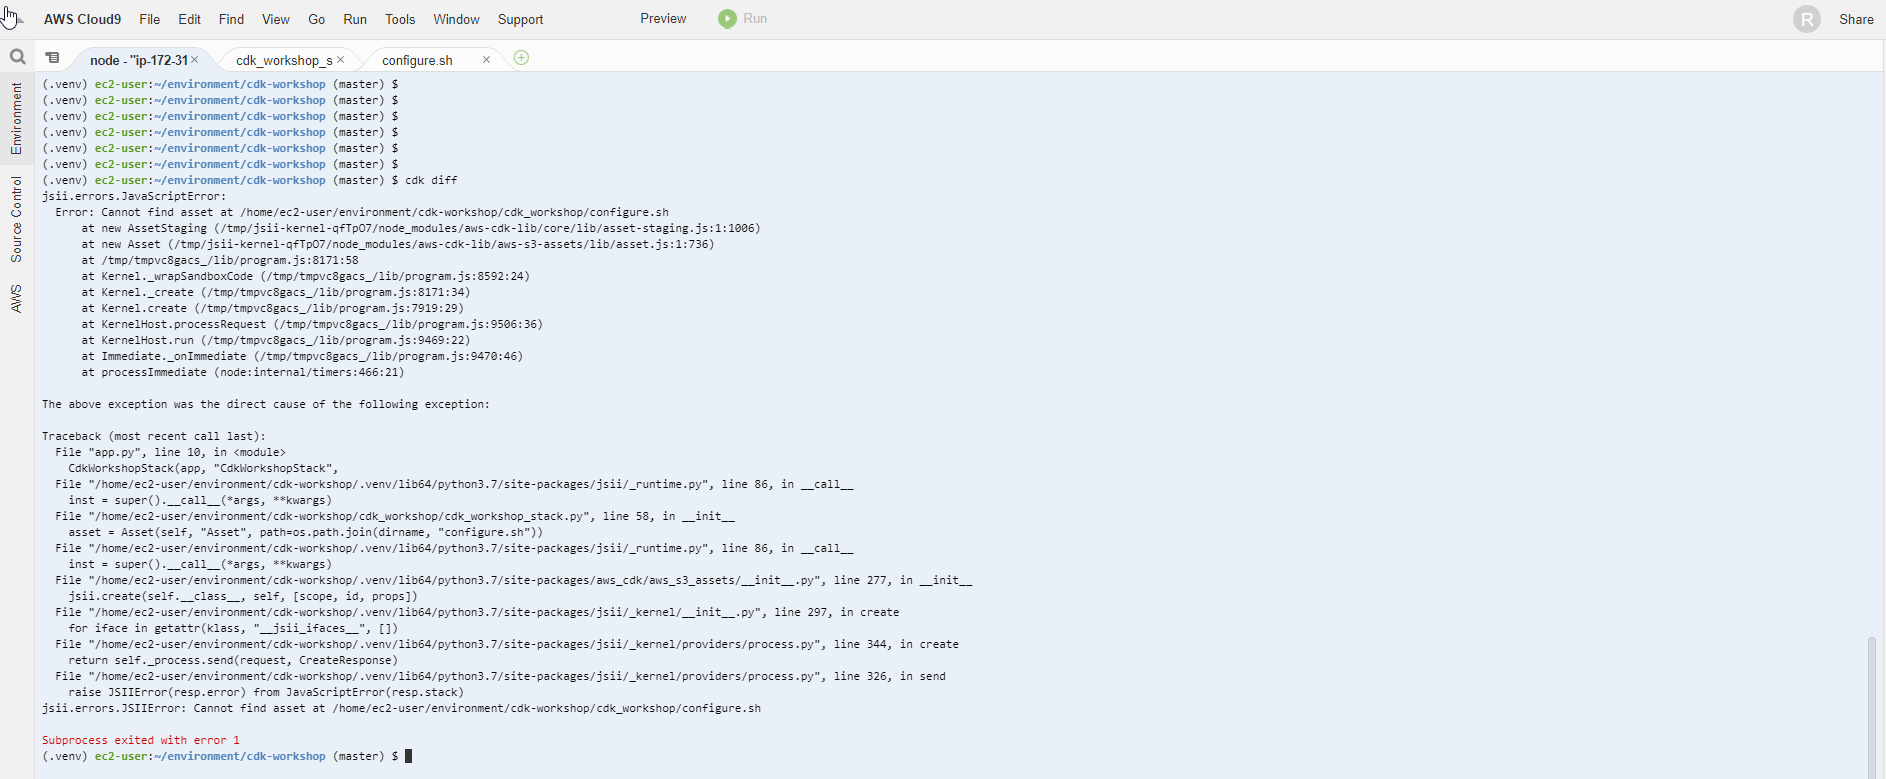 AWS Cloud9 File Edit Find View Go Run Tools Window Support Preview Run R Share
node - "ip-172-31 × cdk_workshop_s × configure.sh ×
Environment
Source Control
AWS
(.venv) ec2-user:~/environment/cdk-workshop (master) $
(.venv) ec2-user:~/environment/cdk-workshop (master) $
(.venv) ec2-user:~/environment/cdk-workshop (master) $
(.venv) ec2-user:~/environment/cdk-workshop (master) $
(.venv) ec2-user:~/environment/cdk-workshop (master) $
(.venv) ec2-user:~/environment/cdk-workshop (master) $
(.venv) ec2-user:~/environment/cdk-workshop (master) $ cdk diff
jsii.errors.JavaScriptError:
  Error: Cannot find asset at /home/ec2-user/environment/cdk-workshop/cdk_workshop/configure.sh
      at new AssetStaging (/tmp/jsii-kernel-qfTpO7/node_modules/aws-cdk-lib/core/lib/asset-staging.js:1:1006)
      at new Asset (/tmp/jsii-kernel-qfTpO7/node_modules/aws-cdk-lib/aws-s3-assets/lib/asset.js:1:736)
      at /tmp/tmpvc8gacs_/lib/program.js:8171:58
      at Kernel._wrapSandboxCode (/tmp/tmpvc8gacs_/lib/program.js:8592:24)
      at Kernel._create (/tmp/tmpvc8gacs_/lib/program.js:8171:34)
      at Kernel.create (/tmp/tmpvc8gacs_/lib/program.js:7919:29)
      at KernelHost.processRequest (/tmp/tmpvc8gacs_/lib/program.js:9506:36)
      at KernelHost.run (/tmp/tmpvc8gacs_/lib/program.js:9469:22)
      at Immediate._onImmediate (/tmp/tmpvc8gacs_/lib/program.js:9470:46)
      at processImmediate (node:internal/timers:466:21)
The above exception was the direct cause of the following exception:
Traceback (most recent call last):
  File "app.py", line 10, in <module>
    CdkWorkshopStack(app, "CdkWorkshopStack",
  File "/home/ec2-user/environment/cdk-workshop/.venv/lib64/python3.7/site-packages/jsii/_runtime.py", line 86, in __call__
    inst = super().__call__(*args, **kwargs)
  File "/home/ec2-user/environment/cdk-workshop/cdk_workshop/cdk_workshop_stack.py", line 58, in __init__
    asset = Asset(self, "Asset", path=os.path.join(dirname, "configure.sh"))
  File "/home/ec2-user/environment/cdk-workshop/.venv/lib64/python3.7/site-packages/jsii/_runtime.py", line 86, in __call__
    inst = super().__call__(*args, **kwargs)
  File "/home/ec2-user/environment/cdk-workshop/.venv/lib64/python3.7/site-packages/aws_cdk/aws_s3_assets/__init__.py", line 277, in __init__
    jsii.create(self.__class__, self, [scope, id, props])
  File "/home/ec2-user/environment/cdk-workshop/.venv/lib64/python3.7/site-packages/jsii/_kernel/__init__.py", line 297, in create
    for iface in getattr(klass, "__jsii_ifaces__", [])
  File "/home/ec2-user/environment/cdk-workshop/.venv/lib64/python3.7/site-packages/jsii/_kernel/providers/process.py", line 344, in create
    return self._process.send(request, CreateResponse)
  File "/home/ec2-user/environment/cdk-workshop/.venv/lib64/python3.7/site-packages/jsii/_kernel/providers/process.py", line 326, in send
    raise JSIIError(resp.error) from JavaScriptError(resp.stack)
jsii.errors.JSIIError: Cannot find asset at /home/ec2-user/environment/cdk-workshop/cdk_workshop/configure.sh
Subprocess exited with error 1
(.venv) ec2-user:~/environment/cdk-workshop (master) $